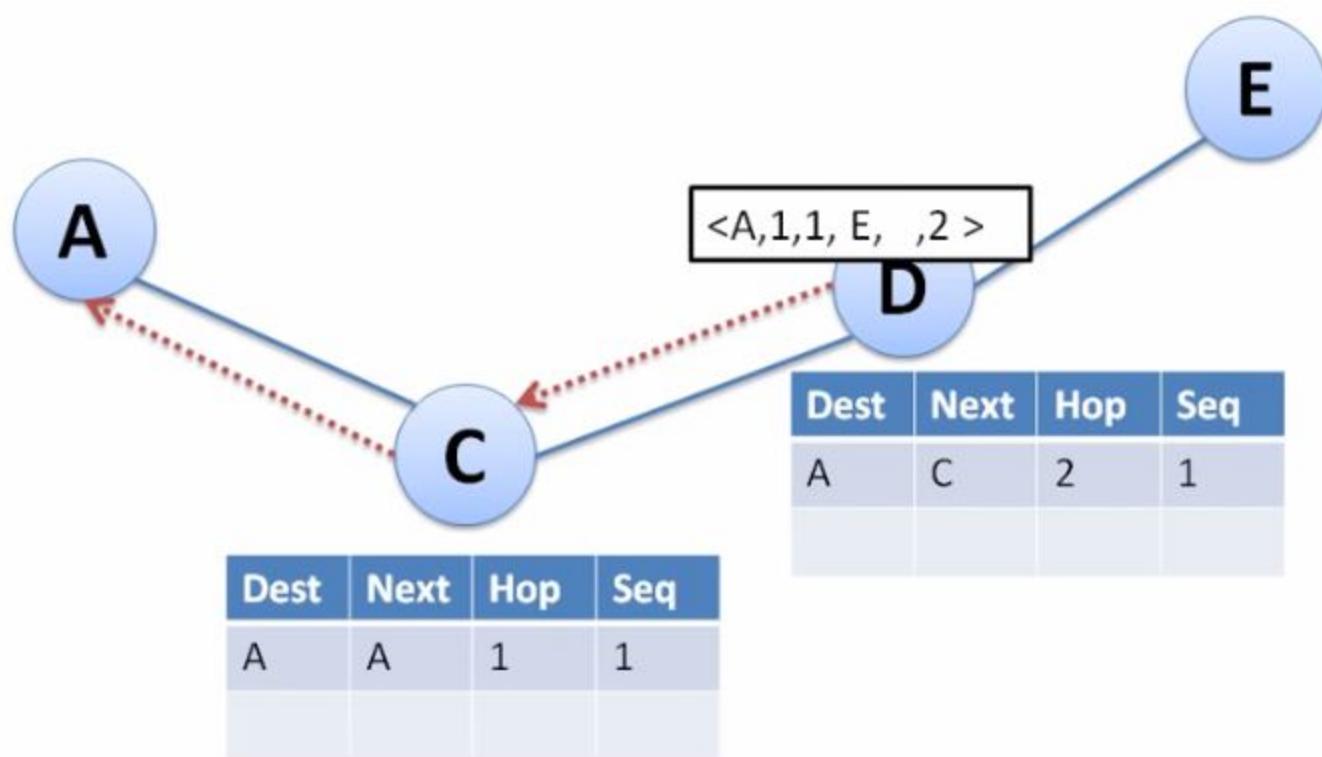 E
A
<A,1,1, E,   ,2 >
D
C
Dest Next Hop Seq
A C 2 1
Dest Next Hop Seq
A A 1 1